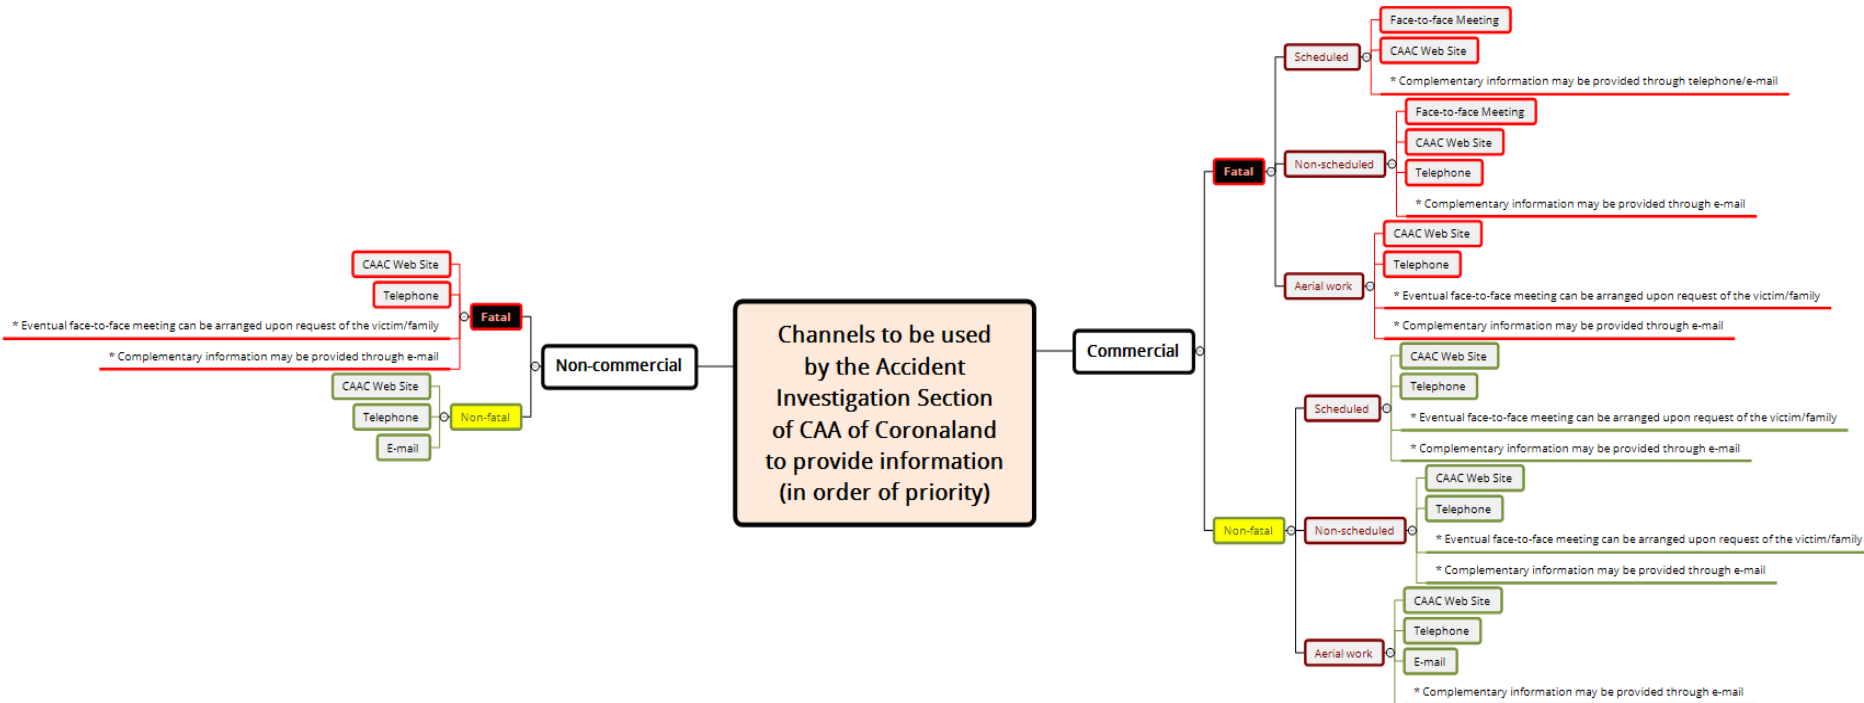 Channels to be used
by the Accident
Investigation Section
of CAA of Coronaland
to provide information
(in order of priority)
Commercial
Fatal
Scheduled
Face-to-face Meeting
CAAC Web Site
* Complementary information may be provided through telephone/e-mail
Non-scheduled
Face-to-face Meeting
CAAC Web Site
Telephone
* Complementary information may be provided through e-mail
Aerial work
CAAC Web Site
Telephone
* Eventual face-to-face meeting can be arranged upon request of the victim/family
* Complementary information may be provided through e-mail
Non-fatal
Scheduled
CAAC Web Site
Telephone
* Eventual face-to-face meeting can be arranged upon request of the victim/family
* Complementary information may be provided through e-mail
Non-scheduled
CAAC Web Site
Telephone
* Eventual face-to-face meeting can be arranged upon request of the victim/family
* Complementary information may be provided through e-mail
Aerial work
CAAC Web Site
Telephone
E-mail
* Complementary information may be provided through e-mail
Non-commercial
Fatal
CAAC Web Site
Telephone
* Eventual face-to-face meeting can be arranged upon request of the victim/family
* Complementary information may be provided through e-mail
Non-fatal
CAAC Web Site
Telephone
E-mail